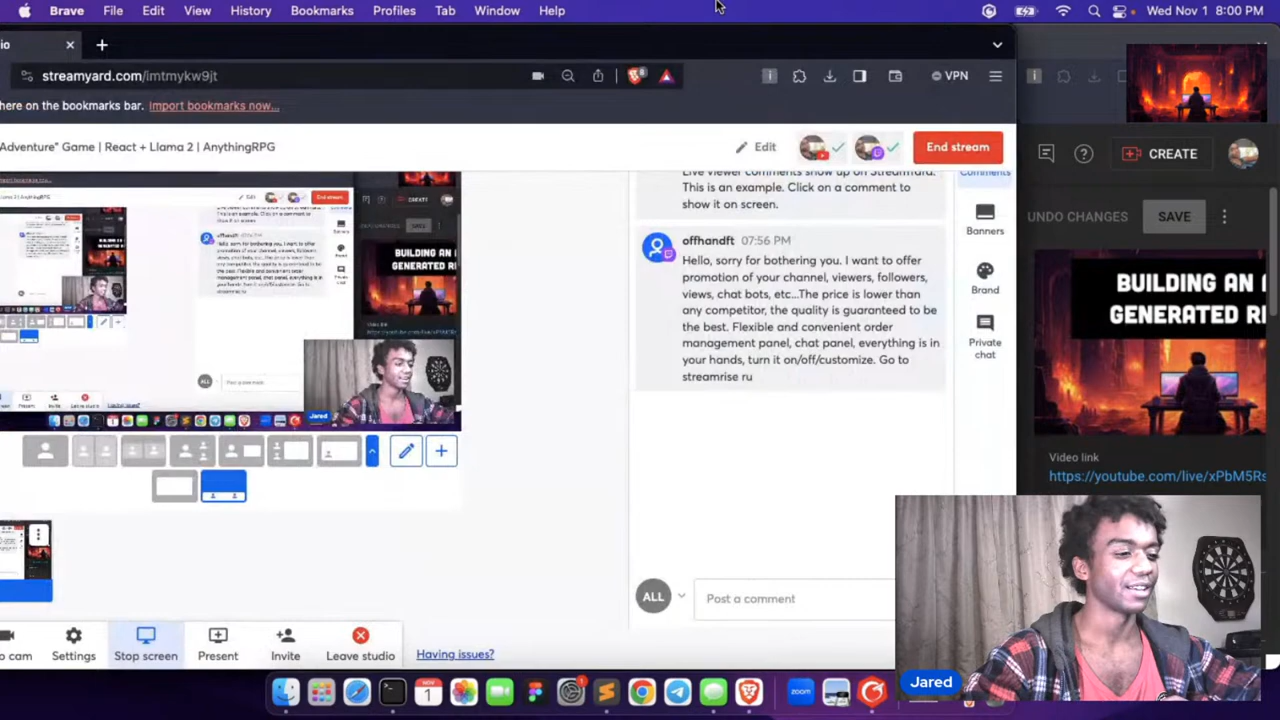 Brave File Edit View History Bookmarks Profiles Tab Window Help
Wed Nov 1 8:00 PM
io
streamyard.com/imtmykw9jt
VPN
here on the bookmarks bar. Import bookmarks now...
Adventure" Game | React + Llama 2 | AnythingRPG
Edit
End stream
CREATE
Live viewer comments show up on StreamYard.
This is an example. Click on a comment to
show it on screen.
Comments
Banners
Brand
Private
chat
offhandft 07:56 PM
Hello, sorry for bothering you. I want to offer
promotion of your channel, viewers, followers,
views, chat bots, etc...The price is lower than
any competitor, the quality is guaranteed to be
the best. Flexible and convenient order
management panel, chat panel, everything is in
your hands, turn it on/off/customize. Go to
streamrise ru
UNDO CHANGES SAVE
BUILDING AN
GENERATED R
Video link
https://youtube.com/live/xPbM5Rs
ALL
Post a comment
cam
Settings
Stop screen
Present
Invite
Leave studio
Having issues?
Jared
NOV
1
zoom